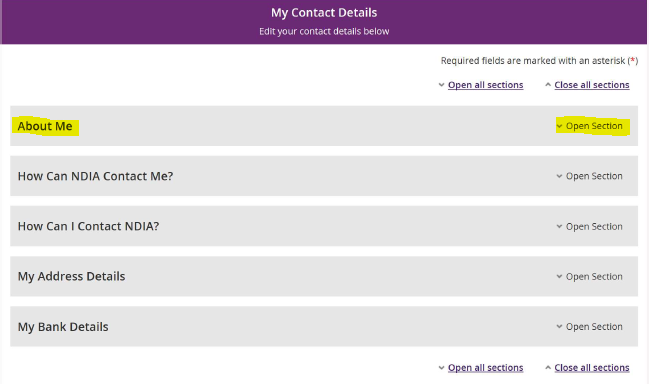 My Contact Details
Edit your contact details below
Required fields are marked with an asterisk (*)
Open all sections Close all sections
About Me Open Section
How Can NDIA Contact Me? Open Section
How Can I Contact NDIA? Open Section
My Address Details Open Section
My Bank Details Open Section
Open all sections Close all sections